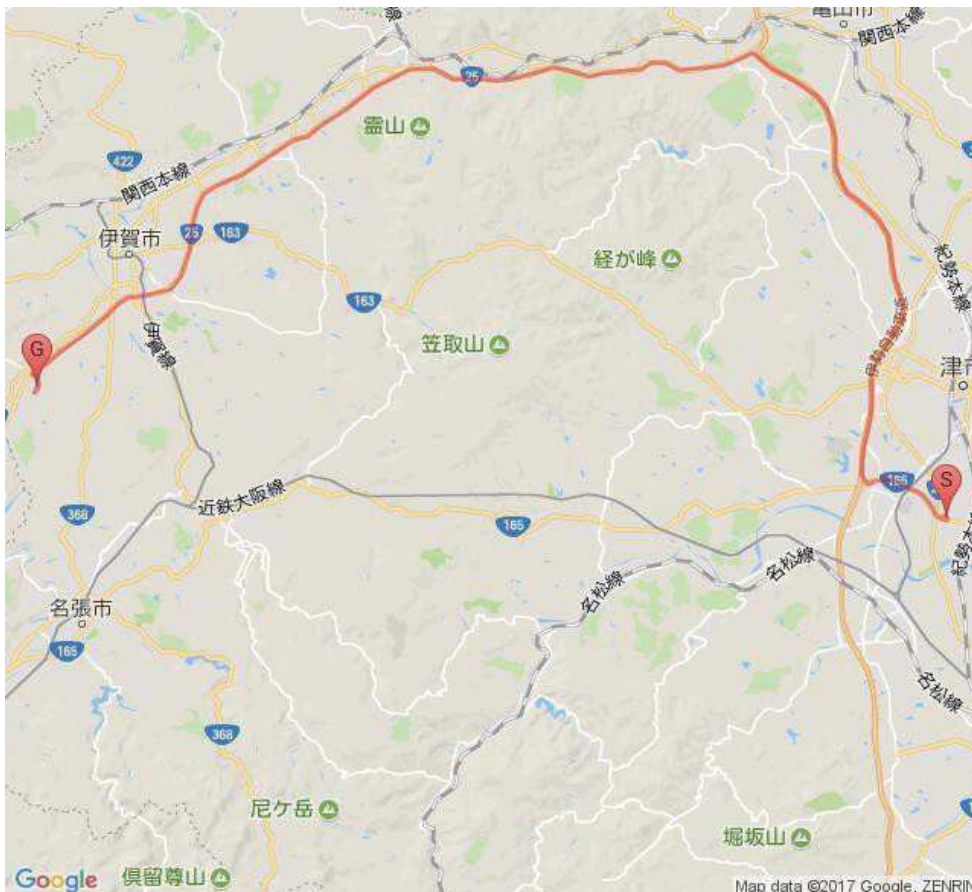 亀山市
関西本線
25
霊山
422
関西本線
伊賀市
25
163
経が峰
紀勢本線
163
笠取山
伊勢自動車道
伊賀線
G
津市
近鉄大阪線
165
S
368
165
名松線
名松線
名張市
165
名松線
368
尼ケ岳
堀坂山
倶留尊山
Google
Map data ©2017 Google, ZENRIN